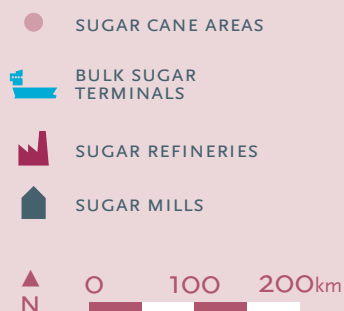 SUGAR CANE AREAS
BULK SUGAR
TERMINALS
SUGAR REFINERIES
SUGAR MILLS
0 100 200km
N